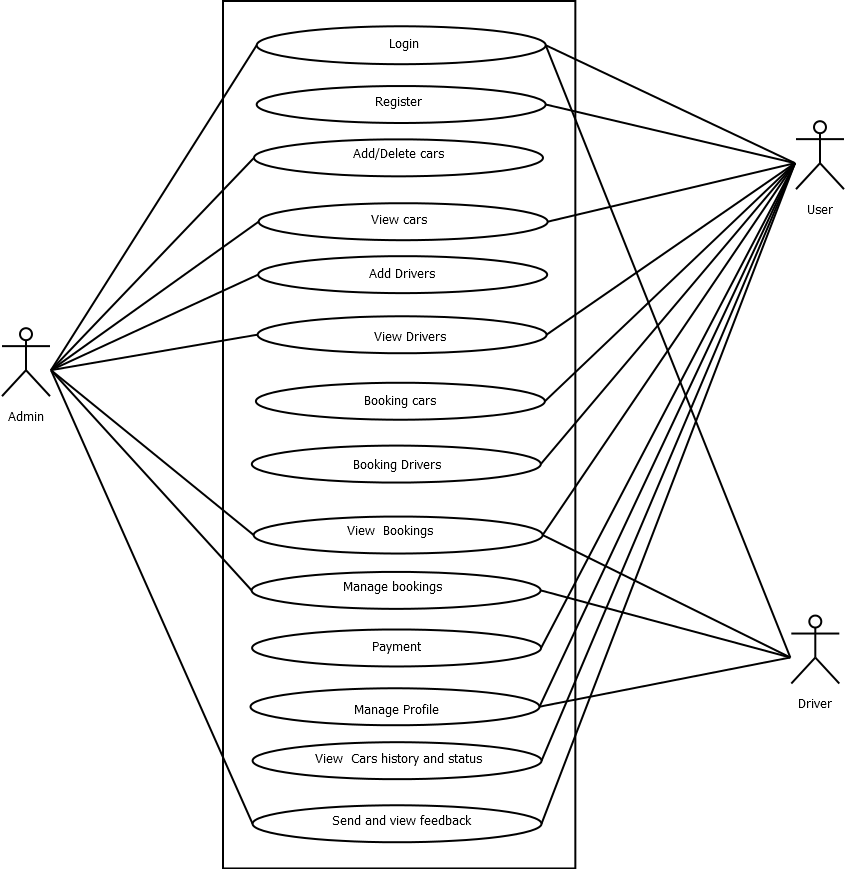 Login
Register
Add/Delete cars
View cars
Add Drivers
View Drivers
Booking cars
Booking Drivers
View  Bookings
Manage bookings
Payment
Manage Profile
View  Cars history and status
Send and view feedback
Admin
User
Driver